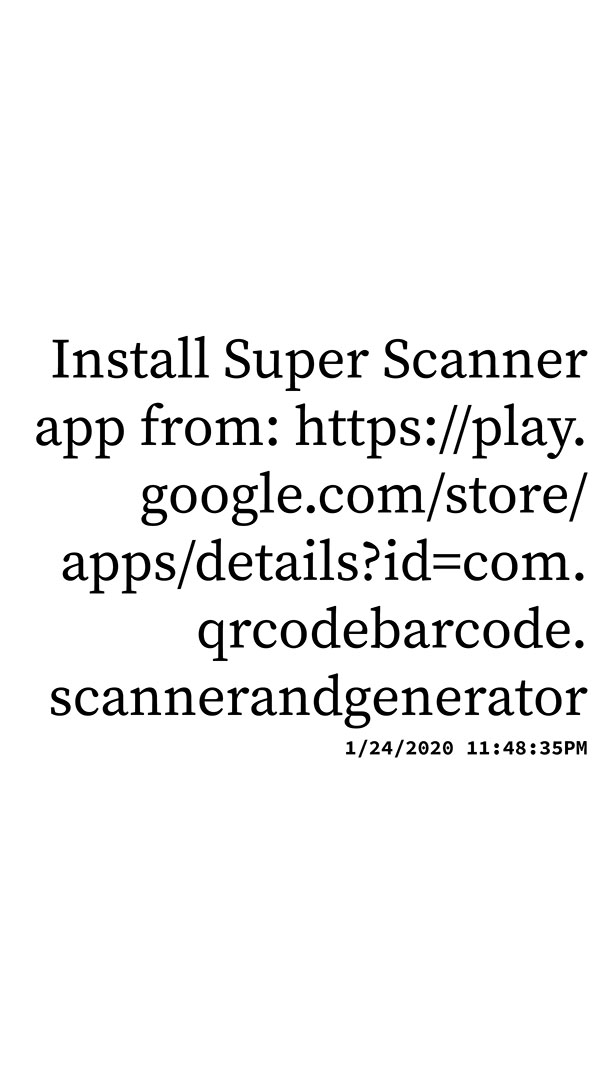 Install Super Scanner
app from: https://play.
google.com/store/
apps/details?id=com.
qrcodebarcode.
scannerandgenerator
1/24/2020 11:48:35PM